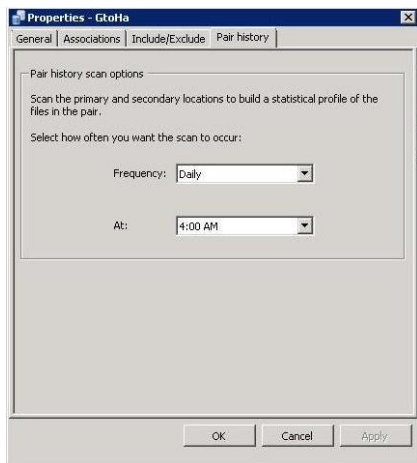 Properties - GtoHa
General Associations Include/Exclude Pair history
Pair history scan options
Scan the primary and secondary locations to build a statistical profile of the
files in the pair.
Select how often you want the scan to occur:
Frequency: Daily
At: 4:00 AM
OK Cancel Apply